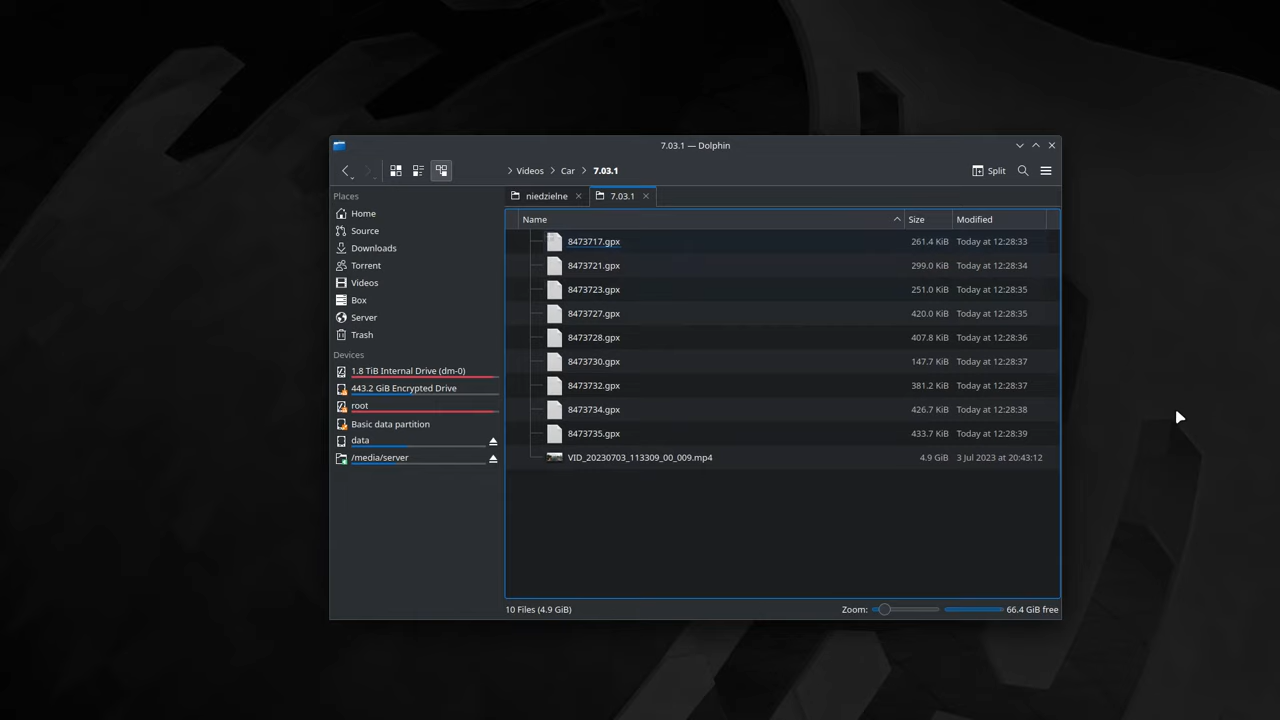 7.03.1 — Dolphin
Videos Car 7.03.1 Split
Places
Home
Source
Downloads
Torrent
Videos
Box
Server
Trash
Devices
1.8 TiB Internal Drive (dm-0)
443.2 GiB Encrypted Drive
root
Basic data partition
data
/media/server
niedzielne 7.03.1
Name Size Modified
8473717.gpx 261.4 KiB Today at 12:28:33
8473721.gpx 299.0 KiB Today at 12:28:34
8473723.gpx 251.0 KiB Today at 12:28:35
8473727.gpx 420.0 KiB Today at 12:28:35
8473728.gpx 407.8 KiB Today at 12:28:36
8473730.gpx 147.7 KiB Today at 12:28:37
8473732.gpx 381.2 KiB Today at 12:28:37
8473734.gpx 426.7 KiB Today at 12:28:38
8473735.gpx 433.7 KiB Today at 12:28:39
VID_20230703_113309_00_009.mp4 4.9 GiB 3 Jul 2023 at 20:43:12
10 Files (4.9 GiB) Zoom: 66.4 GiB free